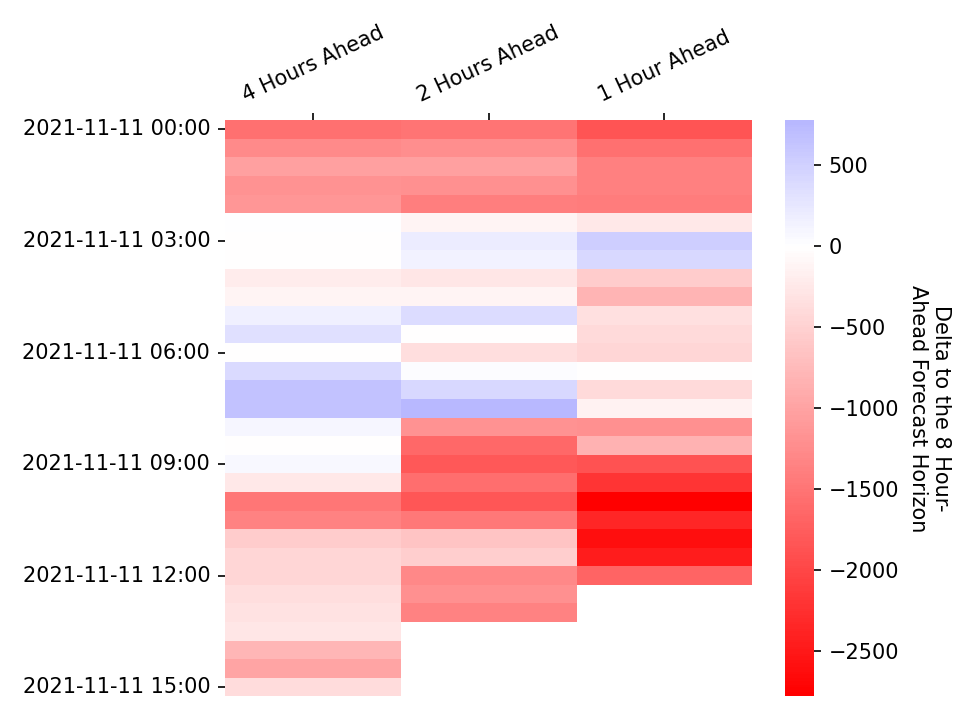 4 Hours Ahead
2 Hours Ahead
1 Hour Ahead
2021-11-11 00:00
2021-11-11 03:00
2021-11-11 06:00
2021-11-11 09:00
2021-11-11 12:00
2021-11-11 15:00
500
0
−500
−1000
−1500
−2000
−2500
Delta to the 8 Hour-
Ahead Forecast Horizon